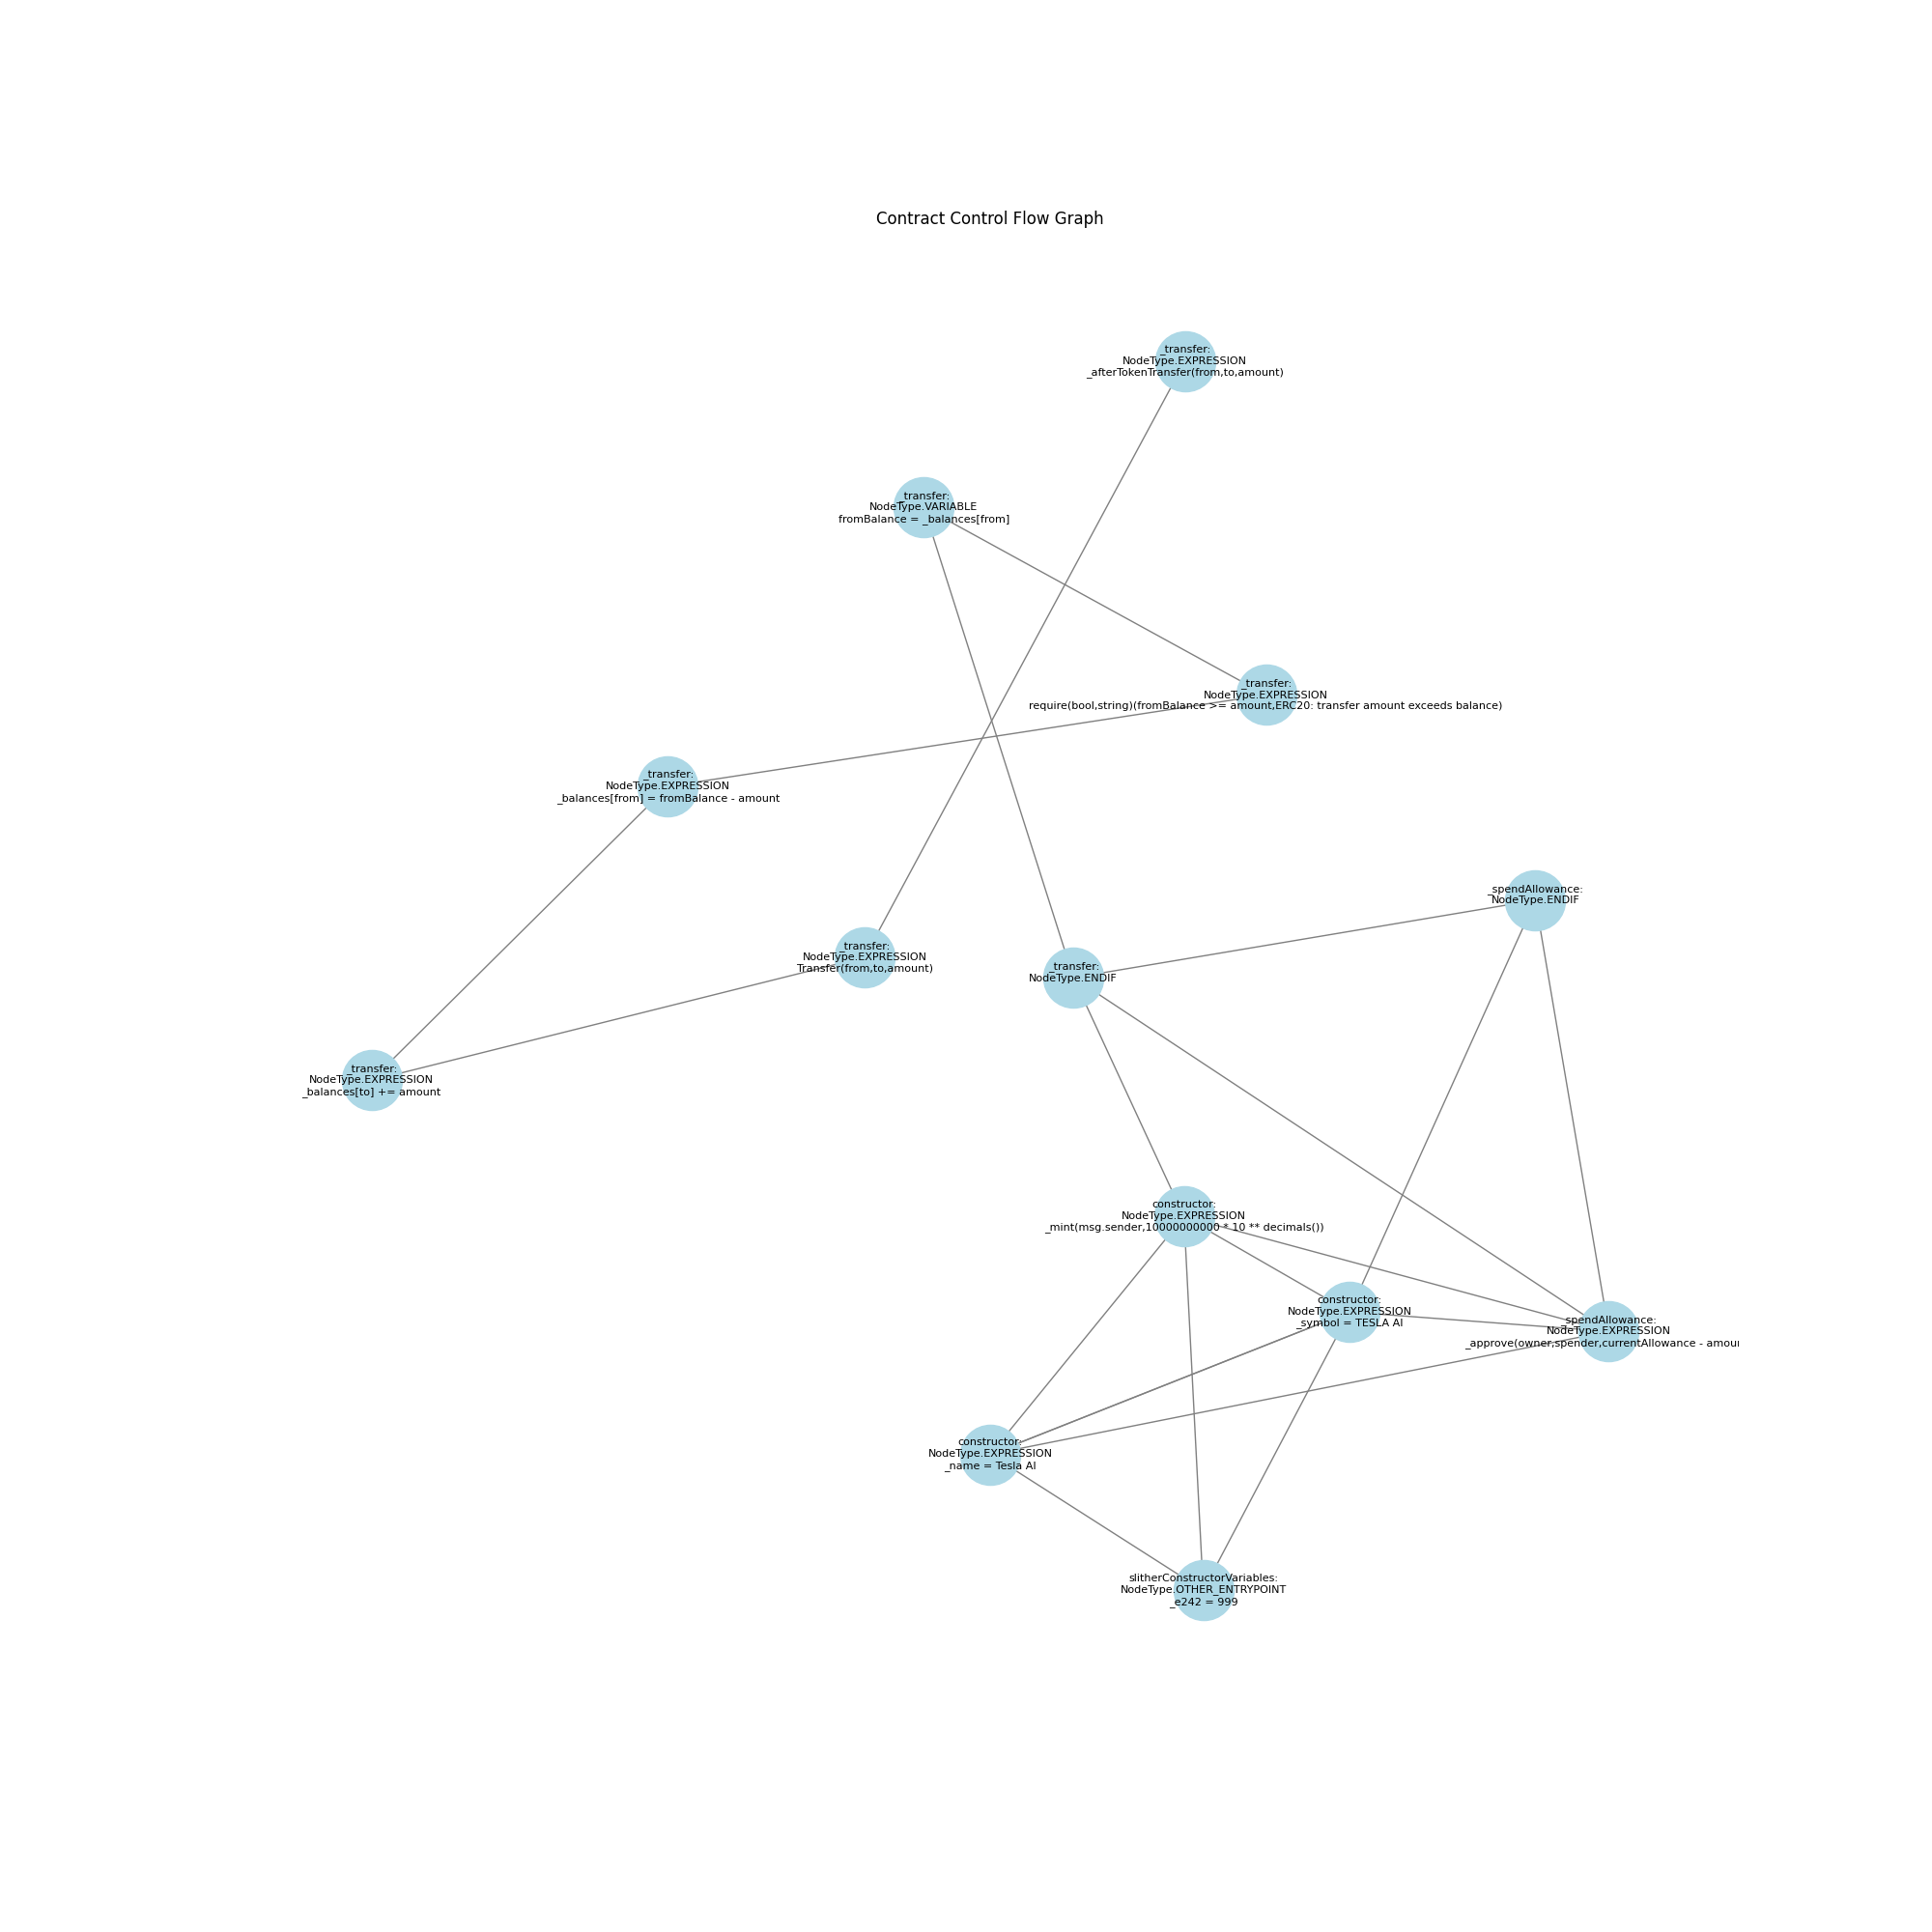 Contract Control Flow Graph
_transfer:
NodeType.EXPRESSION
_afterTokenTransfer(from,to,amount)
_transfer:
NodeType.VARIABLE
fromBalance = _balances[from]
_transfer:
NodeType.EXPRESSION
require(bool,string)(fromBalance >= amount,ERC20: transfer amount exceeds balance)
_transfer:
NodeType.EXPRESSION
_balances[from] = fromBalance - amount
_spendAllowance:
NodeType.ENDIF
_transfer:
NodeType.EXPRESSION
Transfer(from,to,amount)
_transfer:
NodeType.ENDIF
_transfer:
NodeType.EXPRESSION
_balances[to] += amount
constructor:
NodeType.EXPRESSION
_mint(msg.sender,10000000000 * 10 ** decimals())
constructor:
NodeType.EXPRESSION
_symbol = TESLA AI
_spendAllowance:
NodeType.EXPRESSION
_approve(owner,spender,currentAllowance - amou
constructor:
NodeType.EXPRESSION
_name = Tesla AI
slitherConstructorVariables:
NodeType.OTHER_ENTRYPOINT
_e242 = 999